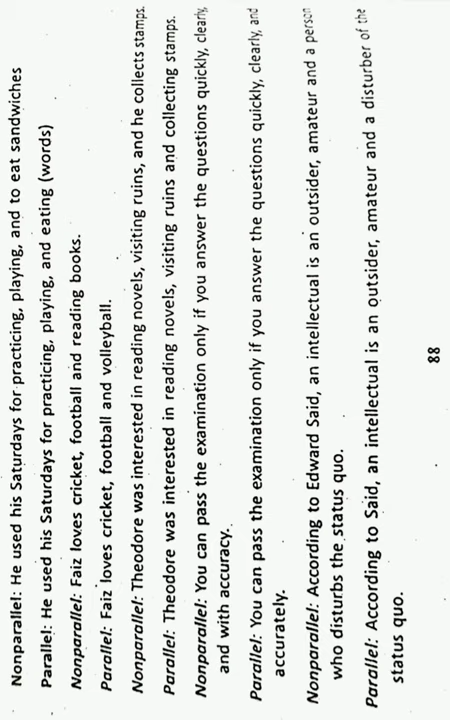 Nonparallel: He used his Saturdays for practicing, playing, and to eat sandwiches
Parallel: He used his Saturdays for practicing, playing, and eating (words)
Nonparallel: Faiz loves cricket, football and reading books.
Parallel: Faiz loves cricket, football and volleyball.
Nonparallel: Theodore was interested in reading novels, visiting ruins, and he collects stamps.
Parallel: Theodore was interested in reading novels, visiting ruins and collecting stamps.
Nonparallel: You can pass the examination only if you answer the questions quickly, clearly,
and with accuracy.
Parallel: You can pass the examination only if you answer the questions quickly, clearly, and
accurately.
Nonparallel: According to Edward Said, an intellectual is an outsider, amateur and a person
who disturbs the status quo.
Parallel: According to Said, an intellectual is an outsider, amateur and a disturber of the
status quo.
88